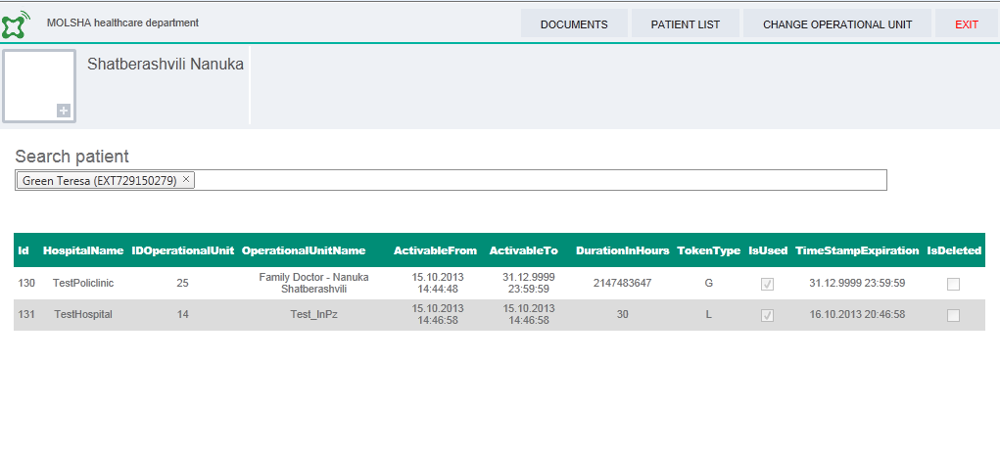 MOLSHA healthcare department
DOCUMENTS PATIENT LIST CHANGE OPERATIONAL UNIT EXIT
Shatberashvili Nanuka
Search patient
Green Teresa (EXT729150279) ×
Id HospitalName IDOperationalUnit OperationalUnitName ActivableFrom ActivableTo DurationInHours TokenType IsUsed TimeStampExpiration IsDeleted
130 TestPoliclinic 25 Family Doctor - Nanuka Shatberashvili 15.10.2013 14:44:48 31.12.9999 23:59:59 2147483647 G 31.12.9999 23:59:59
131 TestHospital 14 Test_InPz 15.10.2013 14:46:58 15.10.2013 14:46:58 30 L 16.10.2013 20:46:58